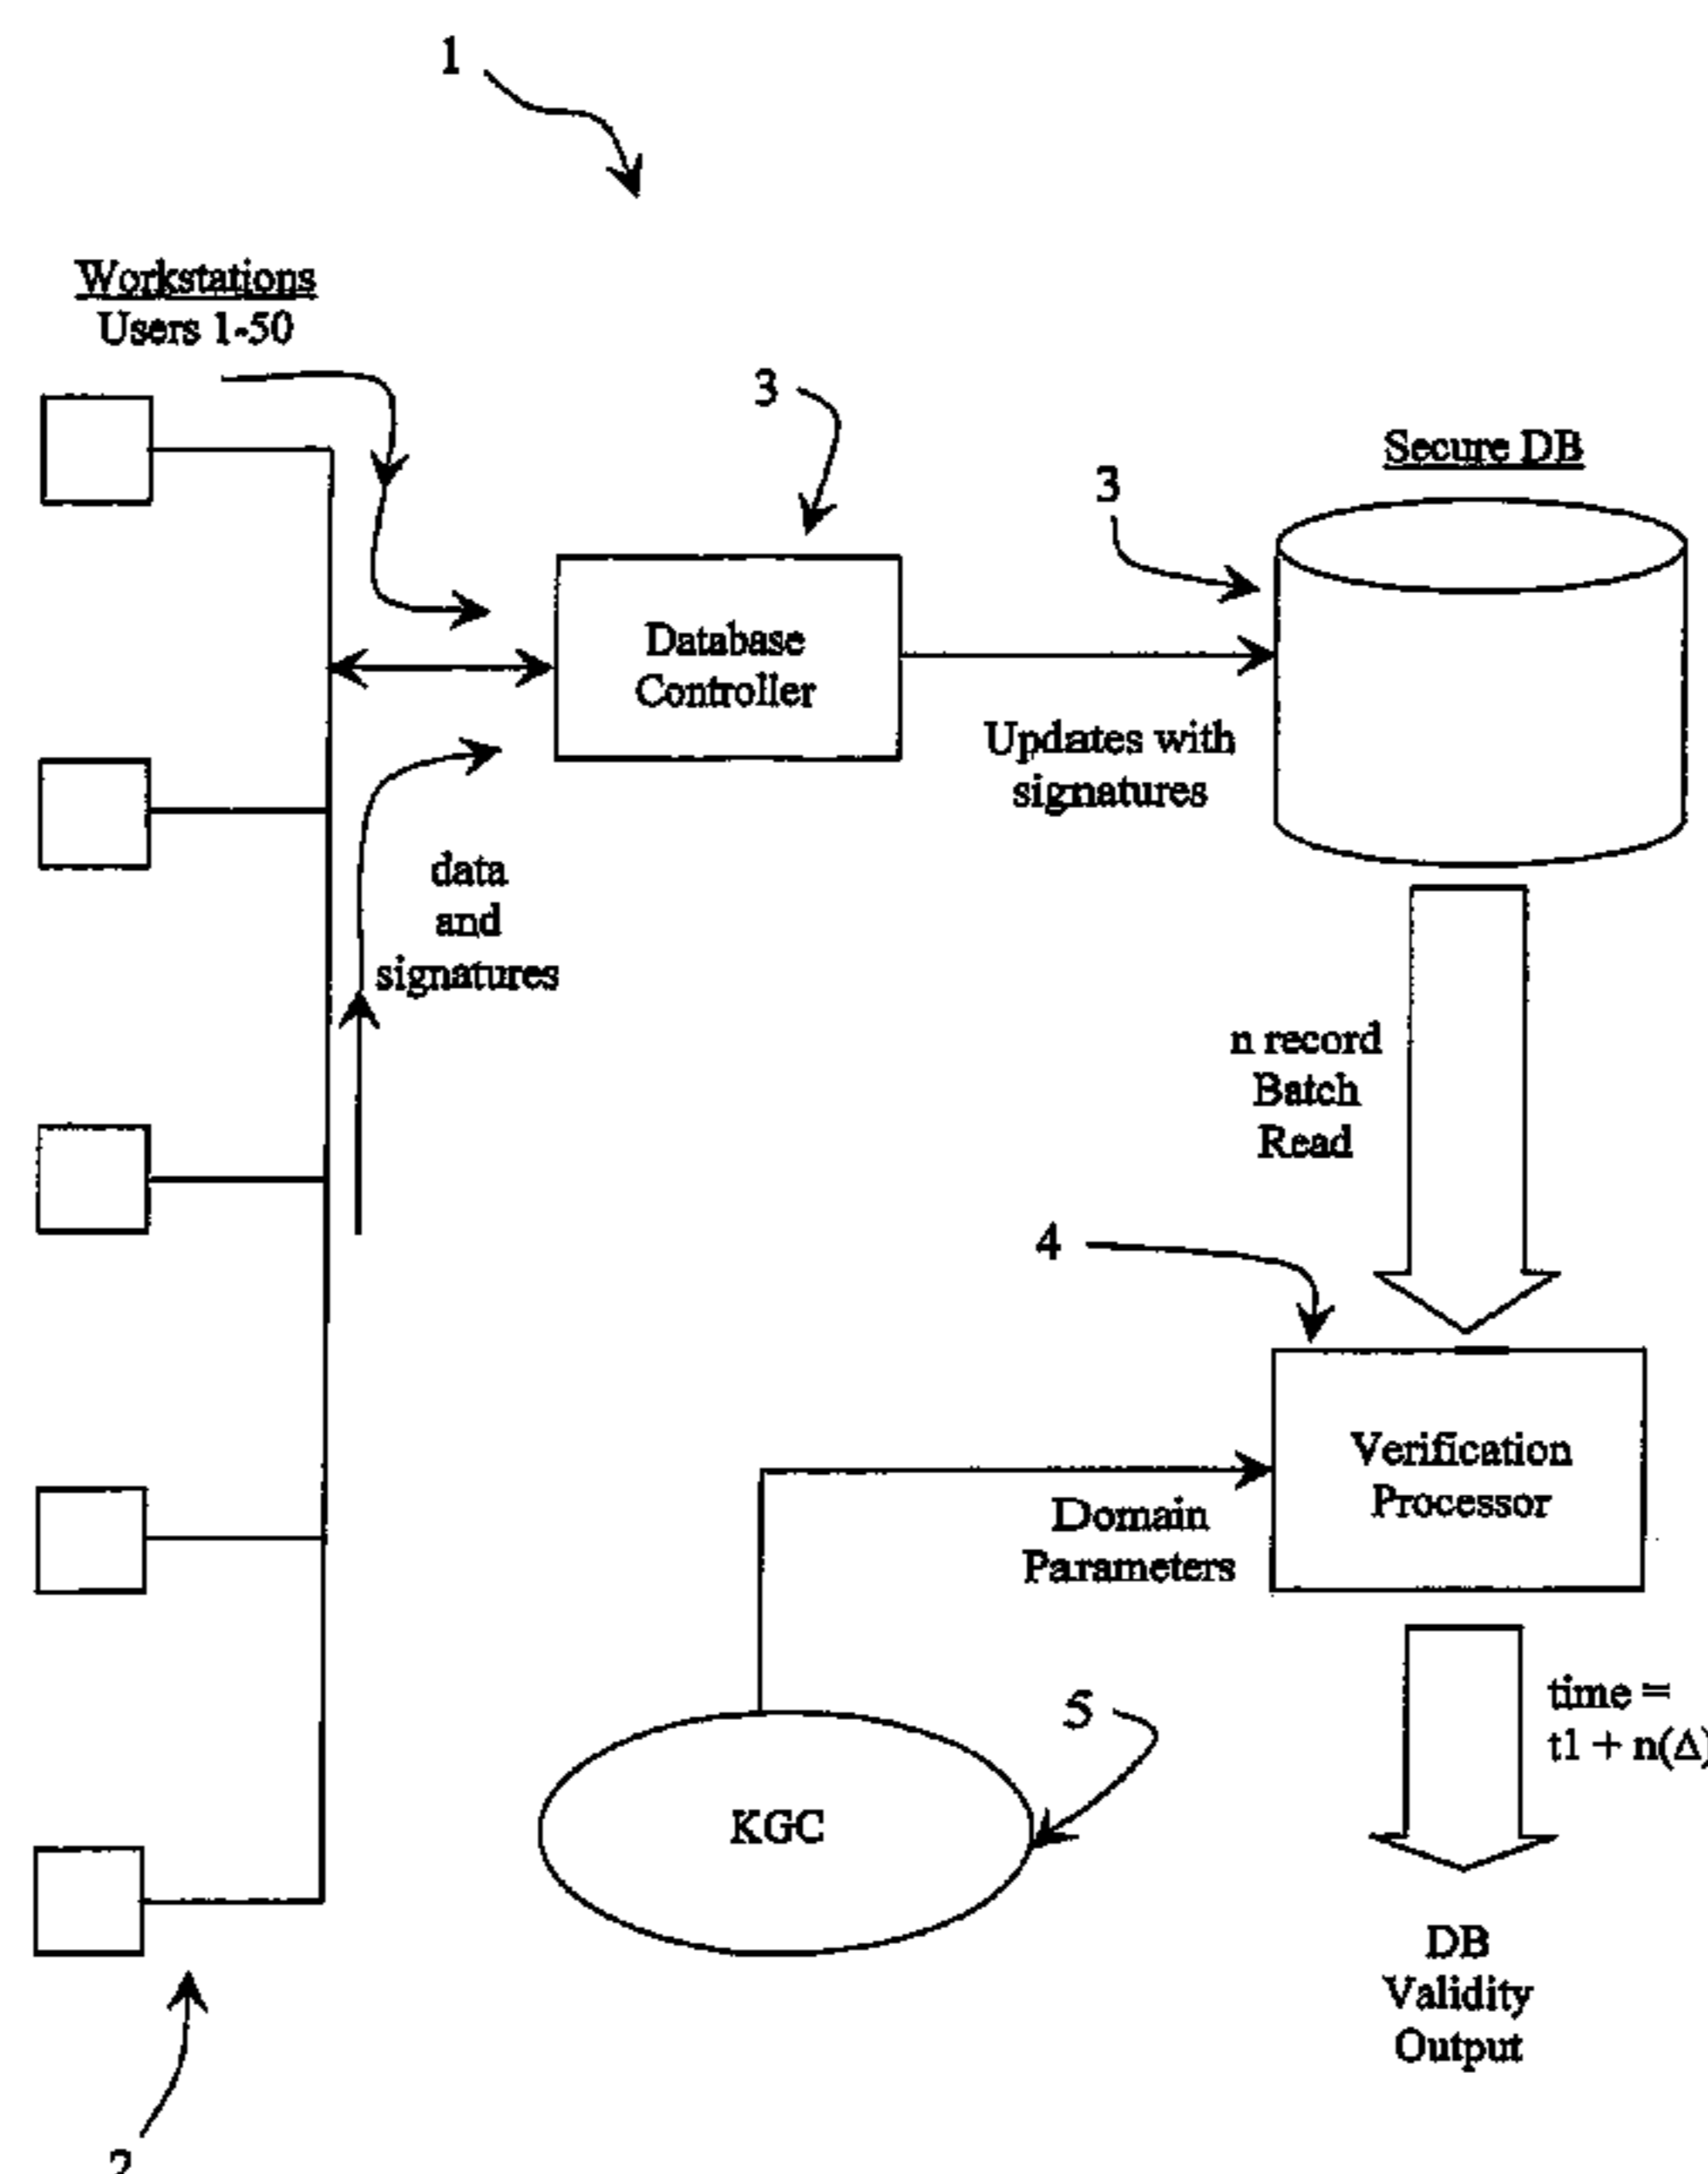 1
Workstations
Users 1-50
3
3
Secure DB
Database
Controller
Updates with
signatures
data
and
signatures
n record
Batch
Read
4
Verification
Processor
Domain
Parameters
5
KGC
time =
t1 + n(Δ)
DB
Validity
Output
2